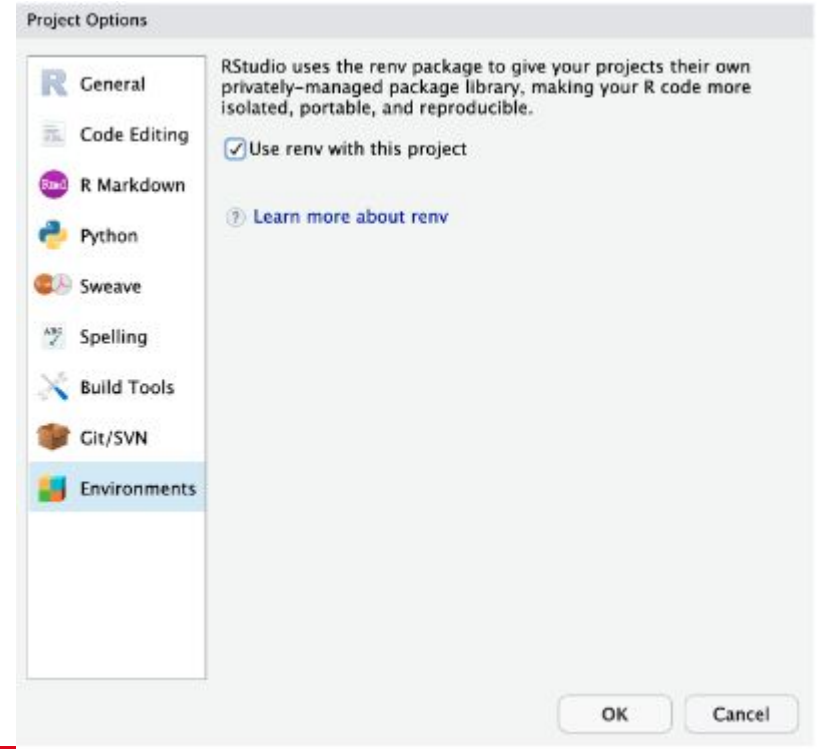 Project Options
General
Code Editing
Rmd
R Markdown
Python
Sweave
ABC
Spelling
Build Tools
Git/SVN
Environments
RStudio uses the renv package to give your projects their own
privately-managed package library, making your R code more
isolated, portable, and reproducible.
Use renv with this project
? Learn more about renv
OK
Cancel